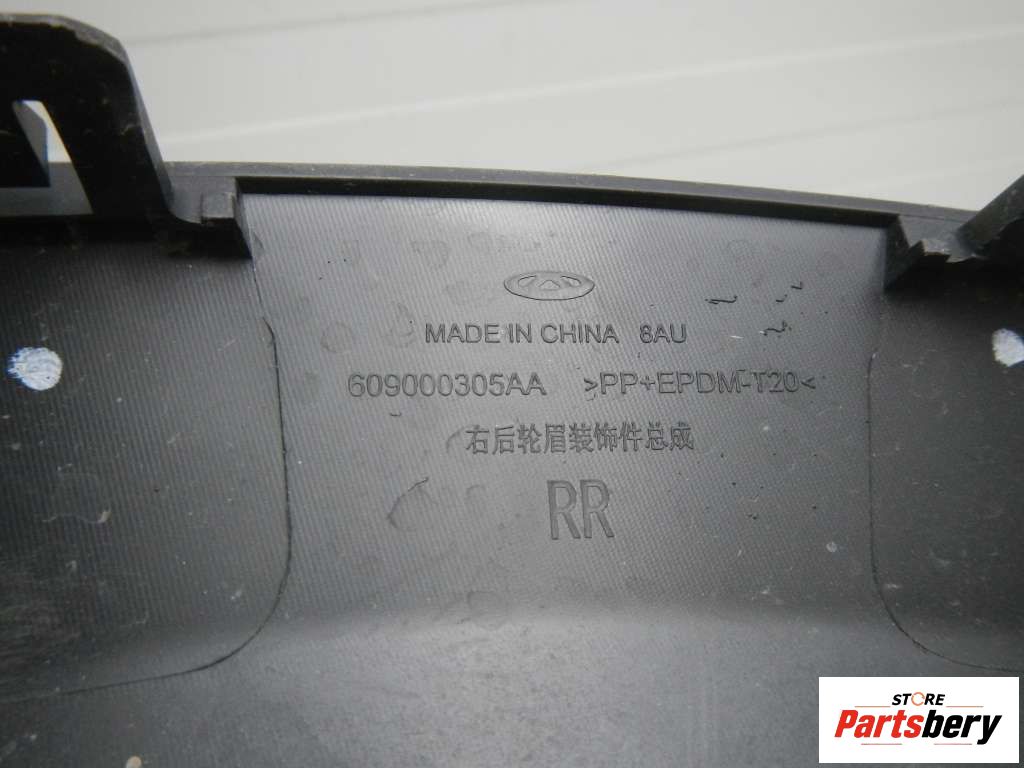 MADE IN CHINA 8AU
609000305AA >PP+EPDM-T20<
右后轮眉装饰件总成
RR
STORE
Partsbery